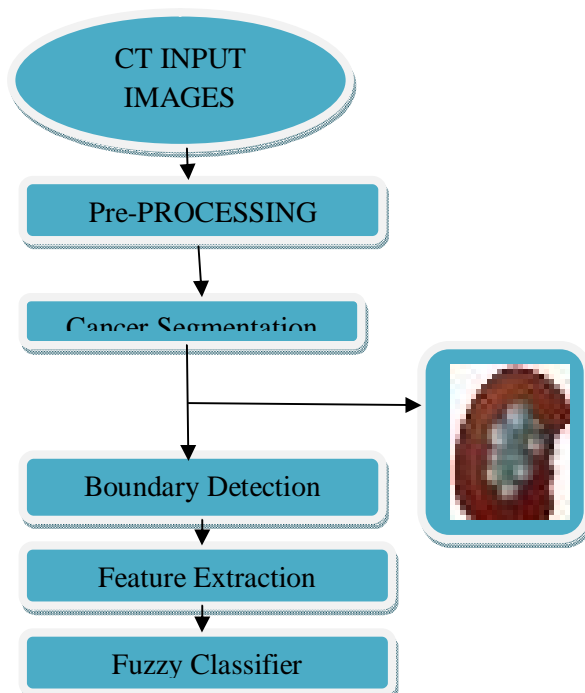 CT INPUT
IMAGES
Pre-PROCESSING
Cancer Segmentation
Boundary Detection
Feature Extraction
Fuzzy Classifier